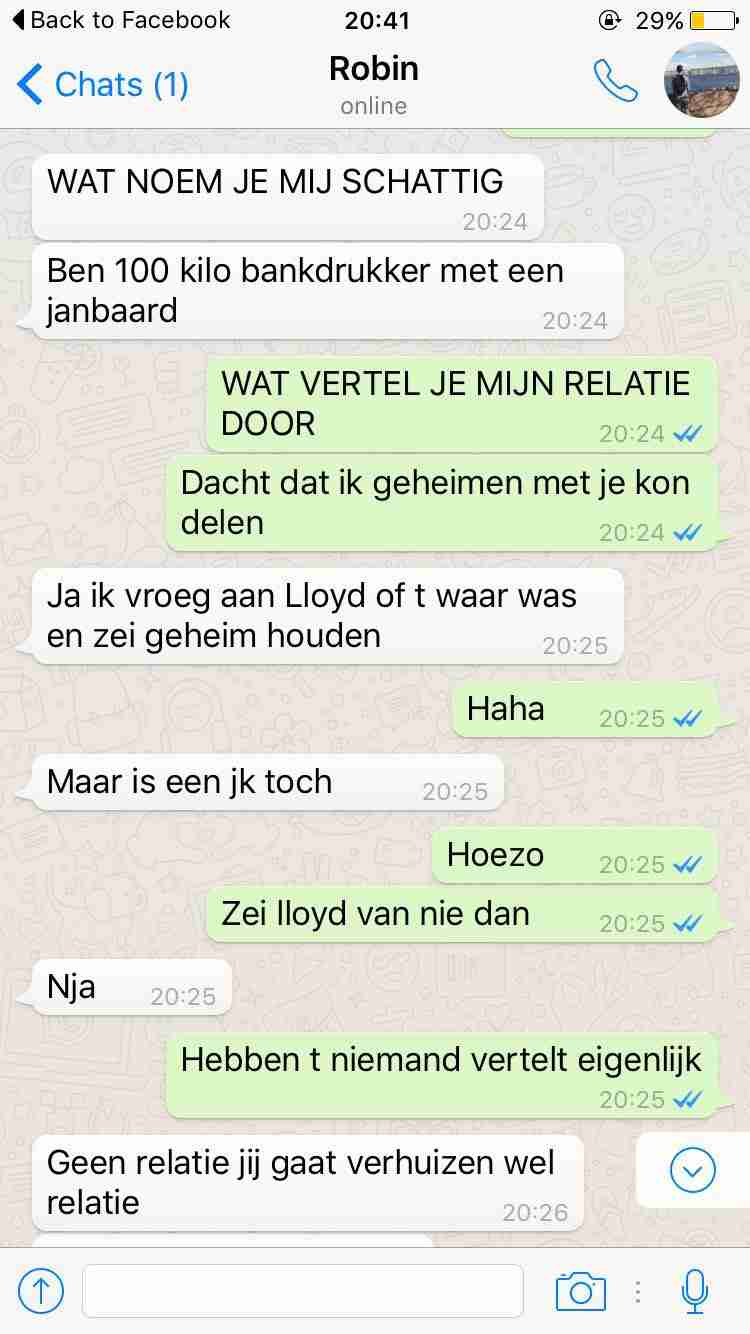 Back to Facebook 20:41 29%
Chats (1) Robin
online
WAT NOEM JE MIJ SCHATTIG
20:24
Ben 100 kilo bankdrukker met een
janbaard 20:24
WAT VERTEL JE MIJN RELATIE
DOOR 20:24
Dacht dat ik geheimen met je kon
delen 20:24
Ja ik vroeg aan Lloyd of t waar was
en zei geheim houden 20:25
Haha 20:25
Maar is een jk toch 20:25
Hoezo 20:25
Zei lloyd van nie dan 20:25
Nja 20:25
Hebben t niemand vertelt eigenlijk
20:25
Geen relatie jij gaat verhuizen wel
relatie 20:26